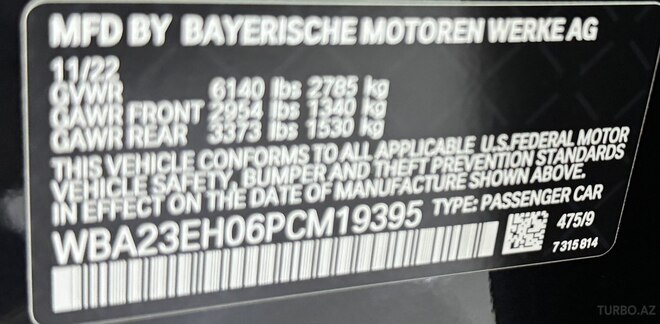 MFD BY BAYERISCHE MOTOREN WERKE AG
11/22
GVWR 6140 lbs 2785 kg
GAWR FRONT 2954 lbs 1340 kg
GAWR REAR 3373 lbs 1530 kg
THIS VEHICLE CONFORMS TO ALL APPLICABLE U.S.FEDERAL MOTOR
VEHICLE SAFETY, BUMPER AND THEFT PREVENTION STANDARDS
IN EFFECT ON THE DATE OF MANUFACTURE SHOWN ABOVE.
WBA23EH06PCM19395 TYPE: PASSENGER CAR
475/9
7 315 814
TURBO.AZ